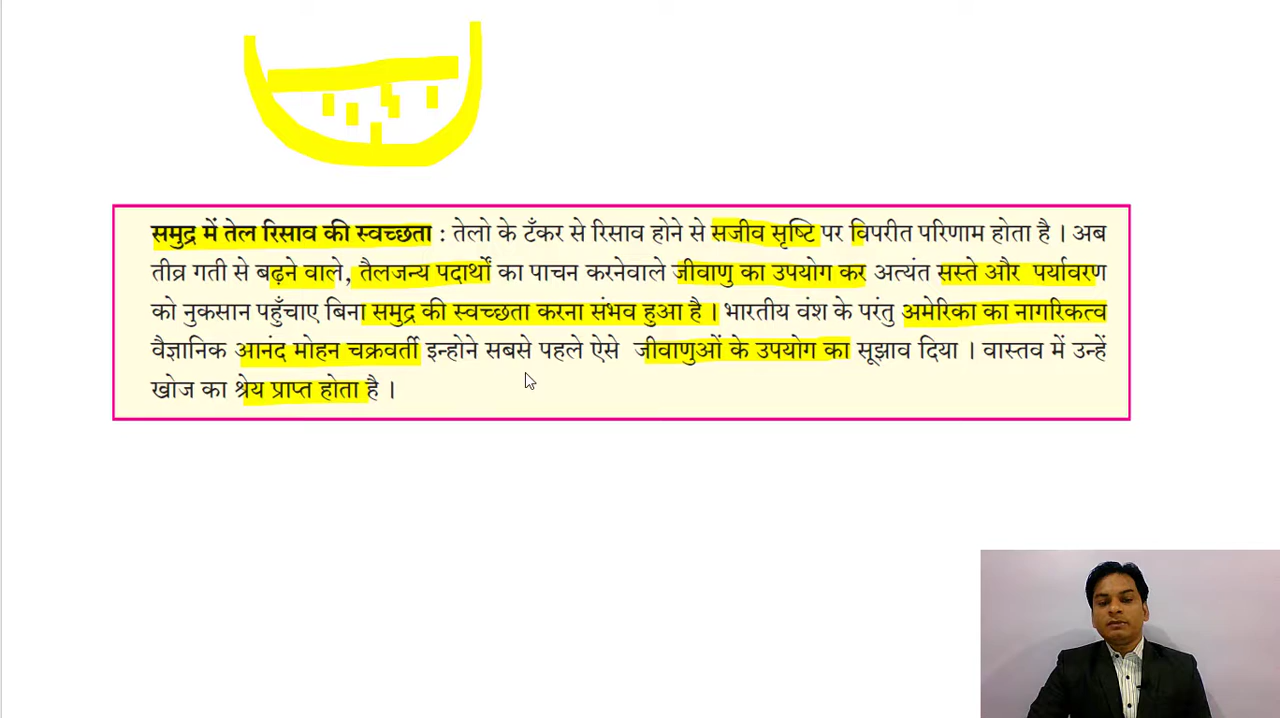 समुद्र में तेल रिसाव की स्वच्छता : तेलो के टँकर से रिसाव होने से सजीव सृष्टि पर विपरीत परिणाम होता है । अब
तीव्र गती से बढ़ने वाले, तैलजन्य पदार्थों का पाचन करनेवाले जीवाणु का उपयोग कर अत्यंत सस्ते और पर्यावरण
को नुकसान पहुँचाए बिना समुद्र की स्वच्छता करना संभव हुआ है । भारतीय वंश के परंतु अमेरिका का नागरिकत्व
वैज्ञानिक आनंद मोहन चक्रवर्ती इन्होने सबसे पहले ऐसे जीवाणुओं के उपयोग का सूझाव दिया । वास्तव में उन्हें
खोज का श्रेय प्राप्त होता है ।